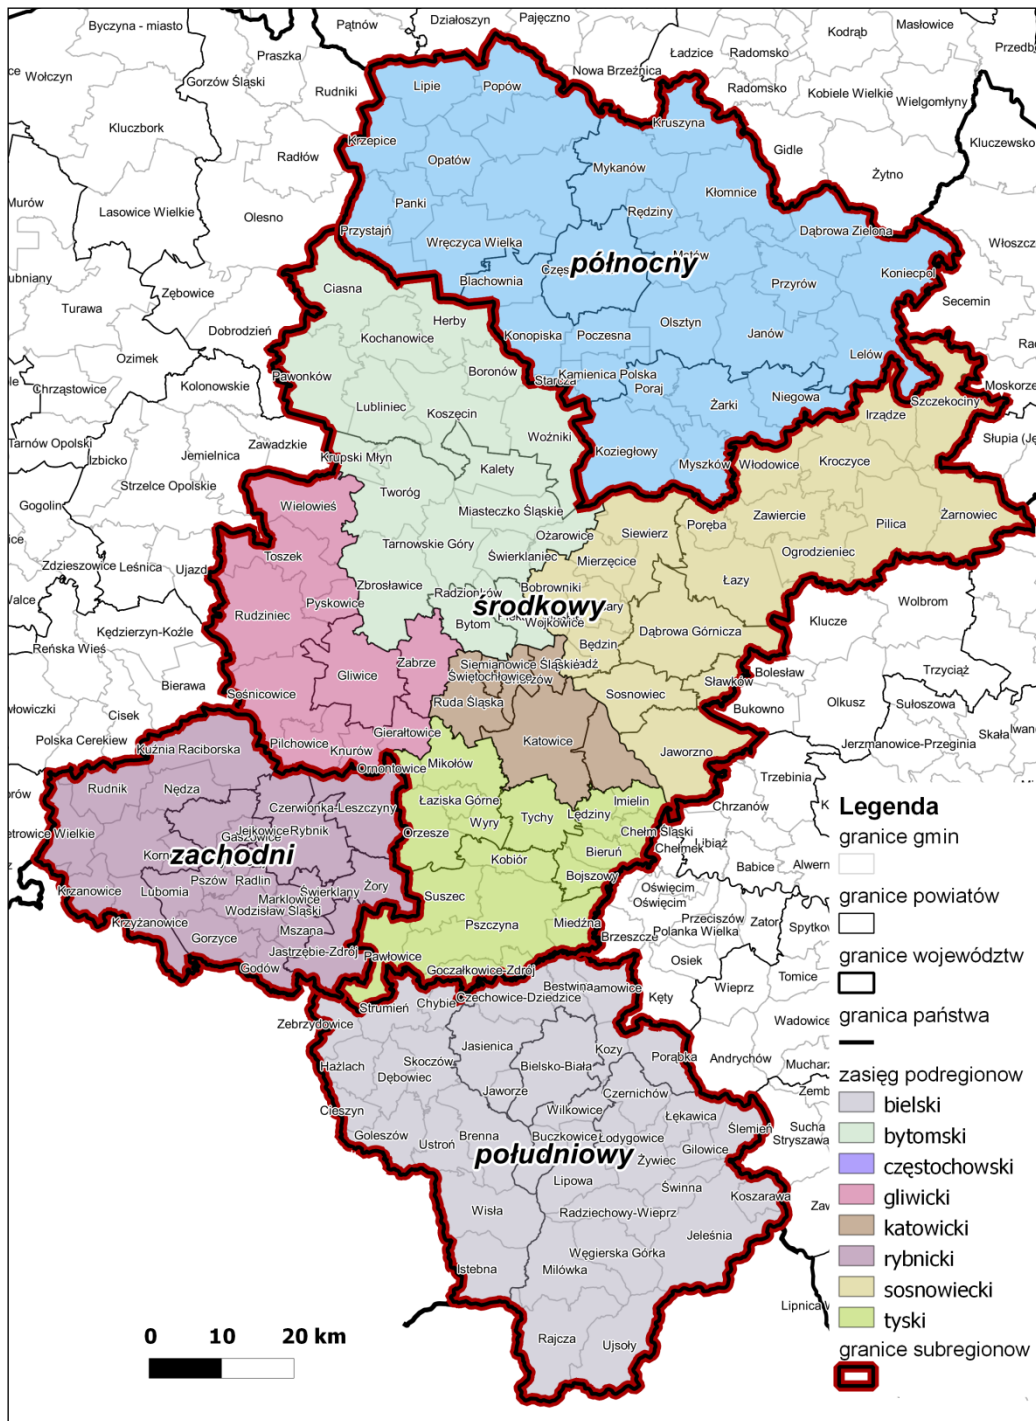 Byczyna - miasto
Pątnów
Działoszyn
Pajęczno
Masłowice
Kodrąb
Praszka
Ładzice
Radomsko
Wołczyn
Gorzów Śląski
Nowa Brzeźnica
Rudniki
Lipie
Popów
Radomsko
Kobiele Wielkie
Wielgomłyny
Kluczbork
Krzepice
Kruszyna
Kluczewsko
Radłów
Opatów
Mykanów
Gidle
Żytno
Kłomnice
Murów
Lasowice Wielkie
Olesno
Panki
Rędziny
Przystajń
Wręczyca Wielka
Dąbrowa Zielona
północny
Blachownia
Koniecpol
Zębowice
Ciasna
Przyrów
Secemin
Turawa
Herby
Olsztyn
Dobrodzień
Kochanowice
Konopiska
Poczesna
Janów
Ozimek
Boronów
Lelów
Pawonków
Starcza
Kamienica Polska
Chrząstowice
Kolonowskie
Poraj
Niegowa
Szczekociny
Lubliniec
Koszęcin
Żarki
Irządze
Tarnów Opolski
Zawadzkie
Woźniki
Izbicko
Jemielnica
Krupski Młyn
Koziegłowy
Myszków
Włodowice
Kroczyce
Kalety
Strzelce Opolskie
Tworóg
Gogolin
Wielowieś
Miasteczko Śląskie
Zawiercie
Pilica
Żarnowiec
Siewierz
Poręba
Ożarowice
Tarnowskie Góry
Toszek
Świerklaniec
Mierzęcice
Ogrodzieniec
Zdzieszowice
Leśnica
Ujazd
Zbrosławice
Radzionków
Bobrowniki
Łazy
Wolbrom
Rudziniec
Pyskowice
środkowy
Klucze
Bytom
Wojkowice
Kędzierzyn-Koźle
Dąbrowa Górnicza
Reńska Wieś
Będzin
Zabrze
Siemianowice Śląskie
Trzyciąż
Gliwice
Świętochłowice
Bolesław
Bierawa
Sośnicowice
Sławków
Sosnowiec
Ruda Śląska
Olkusz
Sułoszowa
Cisek
Bukowno
Skała
Polska Cerekiew
Kuźnia Raciborska
Pilchowice
Gierałtowice
Knurów
Katowice
Jaworzno
Jerzmanowice-Przeginia
Ornontowice
Mikołów
Trzebinia
Rudnik
Nędza
Łaziska Górne
Imielin
Chrzanów
Czerwionka-Leszczyny
Tychy
Lędziny
Wyry
Jejkowice
Rybnik
Orzesze
Chełm Śląski
Libiąż
Chełmek
Gaszowice
zachodni
Kobiór
Bieruń
Babice
Pszów
Radlin
Bojszowy
Krzanowice
Lubomia
Marklowice
Świerklany
Żory
Suszec
Oświęcim
Oświęcim
Wodzisław Śląski
Krzyżanowice
Mszana
Pszczyna
Miedźna
Przeciszów
Zator
Polanka Wielka
Gorzyce
Jastrzębie-Zdrój
Brzeszcze
Godów
Pawłowice
Osiek
Goczałkowice-Zdrój
Tomice
Bestwina
Wieprz
Strumień
Chybie
Czechowice-Dziedzice
Kęty
Zebrzydowice
Jasienica
Kozy
Porąbka
Andrychów
Hażlach
Skoczów
Bielsko-Biała
Dębowiec
Jaworze
Czernichów
Cieszyn
Wilkowice
Łękawica
Ślemień
Sucha
Goleszów
Ustroń
Brenna
Buczkowice
Łodygowice
Gilowice
Stryszawa
południowy
Żywiec
Lipowa
Świnna
Koszarawa
Wisła
Radziechowy-Wieprz
Jeleśnia
Węgierska Górka
Istebna
Milówka
Rajcza
Ujsoły
0 10 20 km
Legenda
granice gmin
granice powiatów
granice województw
granica państwa
zasięg podregionow
bielski
bytomski
częstochowski
gliwicki
katowicki
rybnicki
sosnowiecki
tyski
granice subregionow